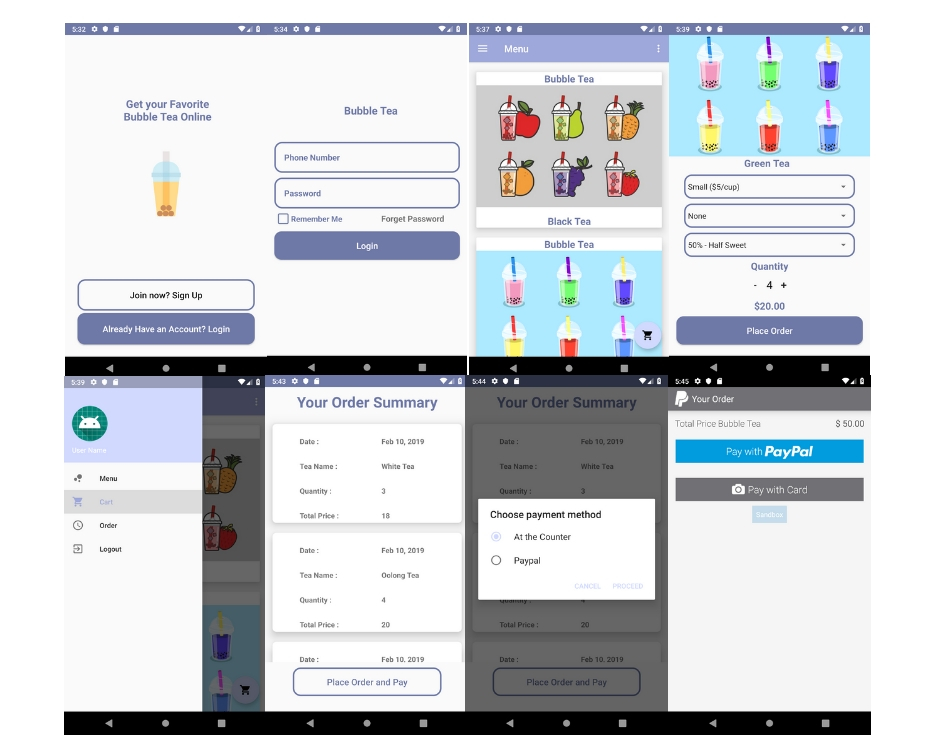 5:32
Get your Favorite
Bubble Tea Online
Join now? Sign Up
Already Have an Account? Login
5:34
Bubble Tea
Phone Number
Password
Remember Me
Forget Password
Login
5:37
Menu
Bubble Tea
Black Tea
Bubble Tea
5:39
Green Tea
Small ($5/cup)
None
50% - Half Sweet
Quantity
- 4 +
$20.00
Place Order
5:39
User Name
Menu
Cart
Order
Logout
5:43
Your Order Summary
Date : Feb 10, 2019
Tea Name : White Tea
Quantity : 3
Total Price : 18
Date : Feb 10, 2019
Tea Name : Oolong Tea
Quantity : 4
Total Price : 20
Date : Feb 10, 2019
Place Order and Pay
5:44
Your Order Summary
Date : Feb 10, 2019
Tea Name : White Tea
Quantity : 3
Choose payment method
At the Counter
Paypal
CANCEL PROCEED
Quantity : 4
Total Price : 20
Date : Feb 10, 2019
Place Order and Pay
5:45
Your Order
Total Price Bubble Tea $ 50.00
Pay with PayPal
Pay with Card
Sandbox